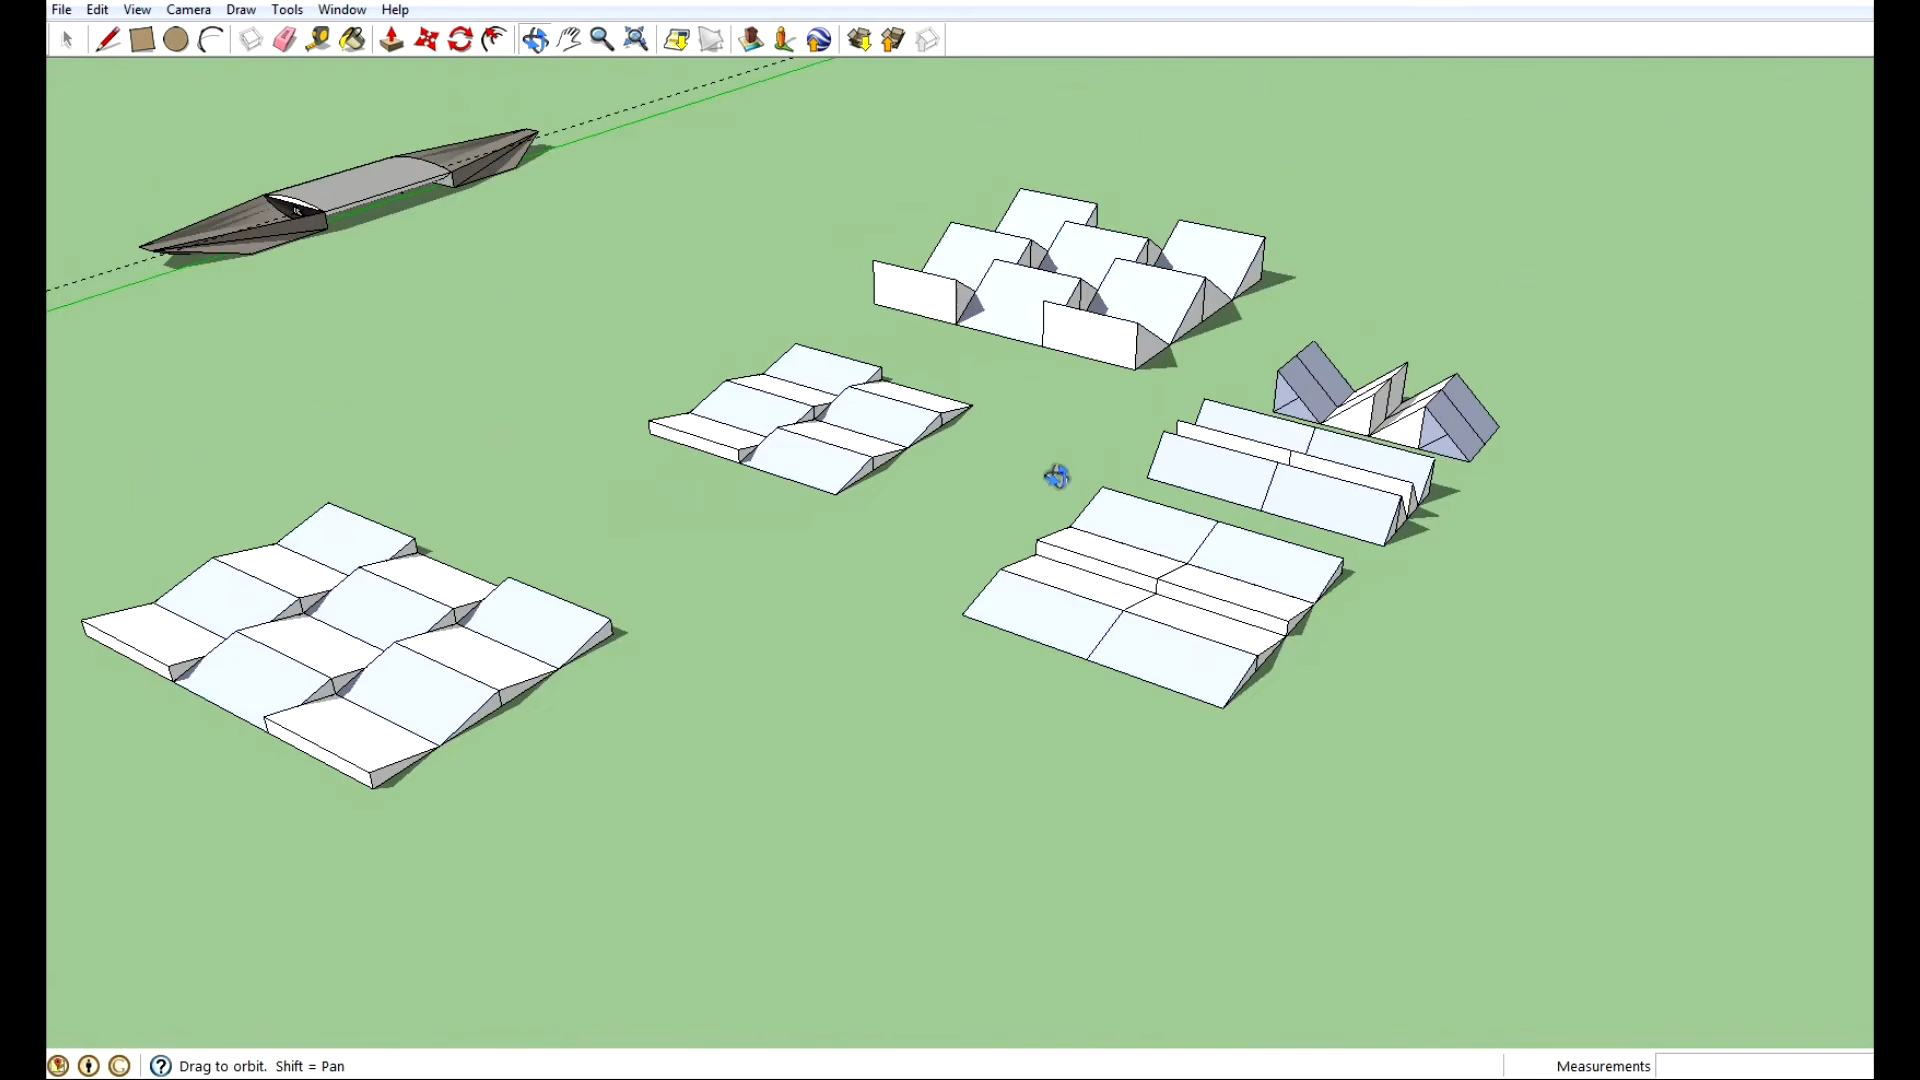 File Edit View Camera Draw Tools Window Help
Drag to orbit. Shift = Pan
Measurements